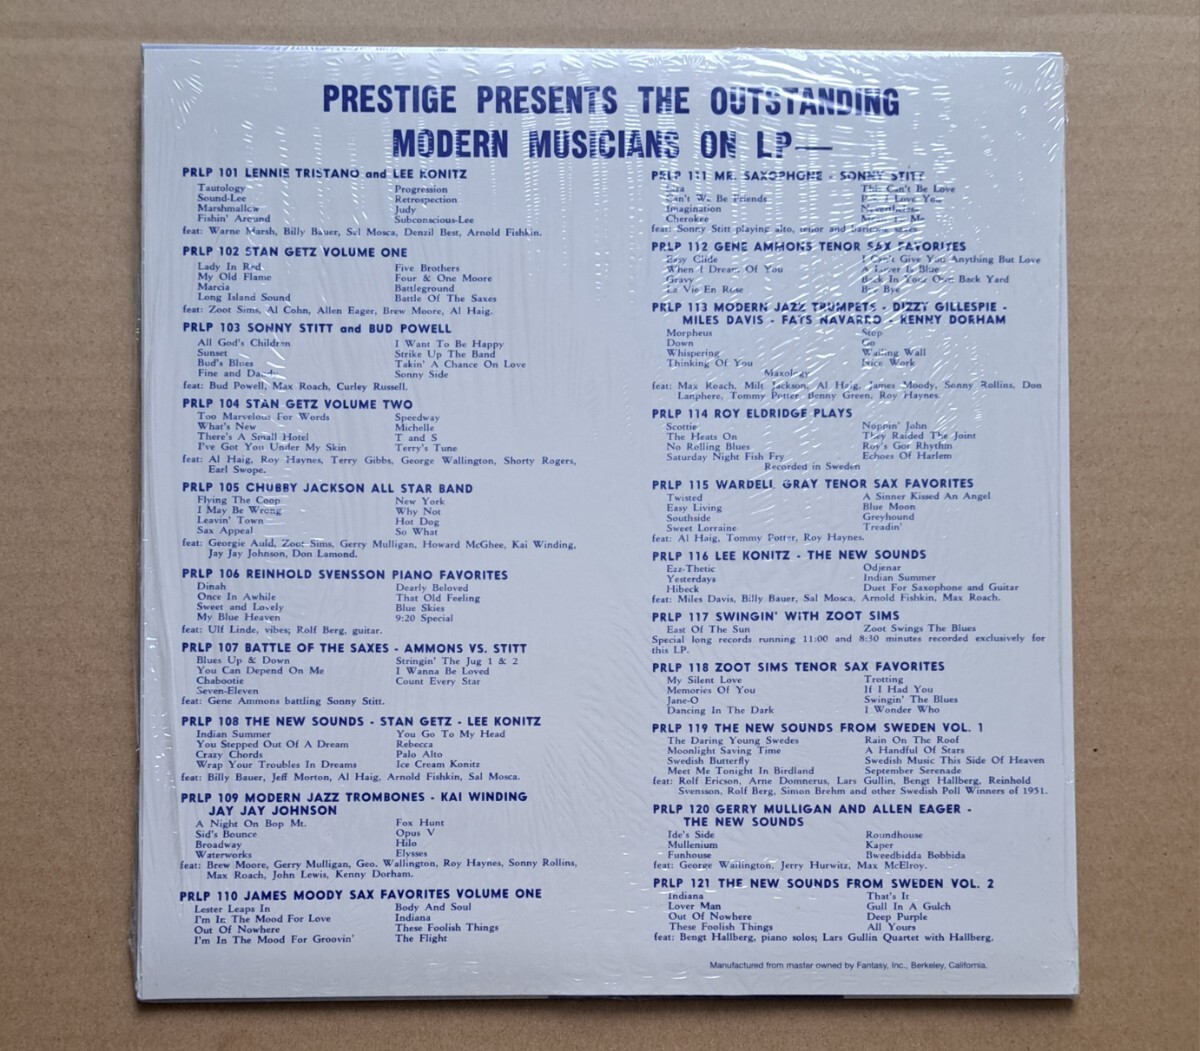 PRESTIGE PRESENTS THE OUTSTANDING
MODERN MUSICIANS ON LP—
PRLP 101 LENNIE TRISTANO and LEE KONITZ
Tautology Progression
Sound-Lee Retrospection
Marshmallow Judy
Fishin' Around Subconscious-Lee
feat: Warne Marsh, Billy Bauer, Sal Mosca, Denzil Best, Arnold Fishkin.
PRLP 102 STAN GETZ VOLUME ONE
Lady In Red Five Brothers
My Old Flame Four & One Moore
Marcia Battleground
Long Island Sound Battle Of The Saxes
feat: Zoot Sims, Al Cohn, Allen Eager, Brew Moore, Al Haig.
PRLP 103 SONNY STITT and BUD POWELL
All God's Children I Want To Be Happy
Sunset Strike Up The Band
Bud's Blues Takin' A Chance On Love
Fine and Dandy Sonny Side
feat: Bud Powell, Max Roach, Curley Russell.
PRLP 104 STAN GETZ VOLUME TWO
Too Marvelous For Words Speedway
What's New Michelle
There's A Small Hotel T and S
I've Got You Under My Skin Terry's Tune
feat: Al Haig, Roy Haynes, Terry Gibbs, George Wallington, Shorty Rogers,
Earl Swope.
PRLP 105 CHUBBY JACKSON ALL STAR BAND
Flying The Coop New York
I May Be Wrong Why Not
Leavin' Town Hot Dog
Sax Appeal So What
feat: Georgie Auld, Zoot Sims, Gerry Mulligan, Howard McGhee, Kai Winding,
Jay Jay Johnson, Don Lamond.
PRLP 106 REINHOLD SVENSSON PIANO FAVORITES
Dinah Dearly Beloved
Once In Awhile That Old Feeling
Sweet and Lovely Blue Skies
My Blue Heaven 9:20 Special
feat: Ulf Linde, vibes; Rolf Berg, guitar.
PRLP 107 BATTLE OF THE SAXES - AMMONS VS. STITT
Blues Up & Down Stringin' The Jug 1 & 2
You Can Depend On Me I Wanna Be Loved
Chabootie Count Every Star
Seven-Eleven
feat: Gene Ammons battling Sonny Stitt.
PRLP 108 THE NEW SOUNDS - STAN GETZ - LEE KONITZ
Indian Summer You Go To My Head
You Stepped Out Of A Dream Rebecca
Crazy Chords Palo Alto
Wrap Your Troubles In Dreams Ice Cream Konitz
feat: Billy Bauer, Jeff Morton, Al Haig, Arnold Fishkin, Sal Mosca.
PRLP 109 MODERN JAZZ TROMBONES - KAI WINDING
JAY JAY JOHNSON
A Night On Bop Mt. Fox Hunt
Sid's Bounce Opus V
Broadway Hilo
Waterworks Elysses
feat: Brew Moore, Gerry Mulligan, Geo. Wallington, Roy Haynes, Sonny Rollins,
Max Roach, John Lewis, Kenny Dorham.
PRLP 110 JAMES MOODY SAX FAVORITES VOLUME ONE
Lester Leaps In Body And Soul
I'm In The Mood For Love Indiana
Out Of Nowhere These Foolish Things
I'm In The Mood For Groovin' The Flight
PRLP 111 MR. SAXOPHONE - SONNY STITT
Can't Be Love
Can't We Be Friends I Love You
Imagination Nevertheless
Cherokee
feat: Sonny Stitt playing alto, tenor and baritone saxes.
PRLP 112 GENE AMMONS TENOR SAX FAVORITES
Easy Glide I Can't Give You Anything But Love
When I Dream Of You A Lover Is Blue
Gravy Back In Your Own Back Yard
La Vie En Rose Bye Bye
PRLP 113 MODERN JAZZ TRUMPETS - DIZZY GILLESPIE -
MILES DAVIS - FATS NAVARRO - KENNY DORHAM
Morpheus Stop
Down Go
Whispering Wailing Wall
Thinking Of You Nice Work
Maxology
feat: Max Roach, Milt Jackson, Al Haig, James Moody, Sonny Rollins, Don
Lanphere, Tommy Potter, Benny Green, Roy Haynes.
PRLP 114 ROY ELDRIDGE PLAYS
Scottie Noppin' John
The Heats On They Raided The Joint
No Rolling Blues Roy's Got Rhythm
Saturday Night Fish Fry Echoes Of Harlem
Recorded in Sweden
PRLP 115 WARDELL GRAY TENOR SAX FAVORITES
Twisted A Sinner Kissed An Angel
Easy Living Blue Moon
Southside Greyhound
Sweet Lorraine Treadin'
feat: Al Haig, Tommy Potter, Roy Haynes.
PRLP 116 LEE KONITZ - THE NEW SOUNDS
Ezz-Thetic Odjenar
Yesterdays Indian Summer
Hibeck Duet For Saxophone and Guitar
feat: Miles Davis, Billy Bauer, Sal Mosca, Arnold Fishkin, Max Roach.
PRLP 117 SWINGIN' WITH ZOOT SIMS
East Of The Sun Zoot Swings The Blues
Special long records running 11:00 and 8:30 minutes recorded exclusively for
this LP.
PRLP 118 ZOOT SIMS TENOR SAX FAVORITES
My Silent Love Trotting
Memories Of You If I Had You
Jane-O Swingin' The Blues
Dancing In The Dark I Wonder Who
PRLP 119 THE NEW SOUNDS FROM SWEDEN VOL. 1
The Daring Young Swedes Rain On The Roof
Moonlight Saving Time A Handful Of Stars
Swedish Butterfly Swedish Music This Side Of Heaven
Meet Me Tonight In Birdland September Serenade
feat: Rolf Ericson, Arne Domnerus, Lars Gullin, Bengt Hallberg, Reinhold
Svensson, Rolf Berg, Simon Brehm and other Swedish Poll Winners of 1951.
PRLP 120 GERRY MULLIGAN AND ALLEN EAGER -
THE NEW SOUNDS
Ide's Side Roundhouse
Mullenium Kaper
Funhouse Bweedbidda Bobbida
feat: George Wallington, Jerry Hurwitz, Max McElroy.
PRLP 121 THE NEW SOUNDS FROM SWEDEN VOL. 2
Indiana That's It
Lover Man Gull In A Gulch
Out Of Nowhere Deep Purple
These Foolish Things All Yours
feat: Bengt Hallberg, piano solos; Lars Gullin Quartet with Hallberg.
Manufactured from master owned by Fantasy, Inc., Berkeley, California.